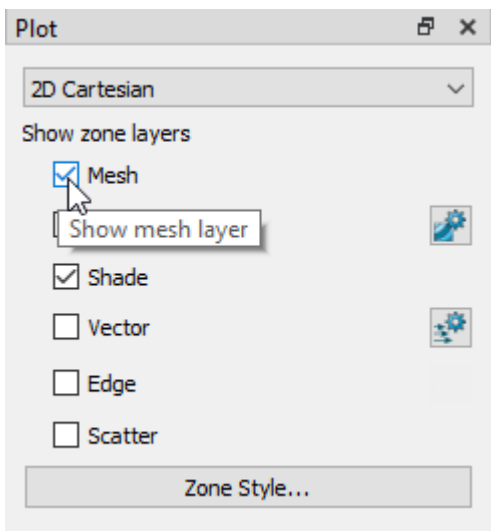 Plot
2D Cartesian
Show zone layers
Mesh
Show mesh layer
Shade
Vector
Edge
Scatter
Zone Style...